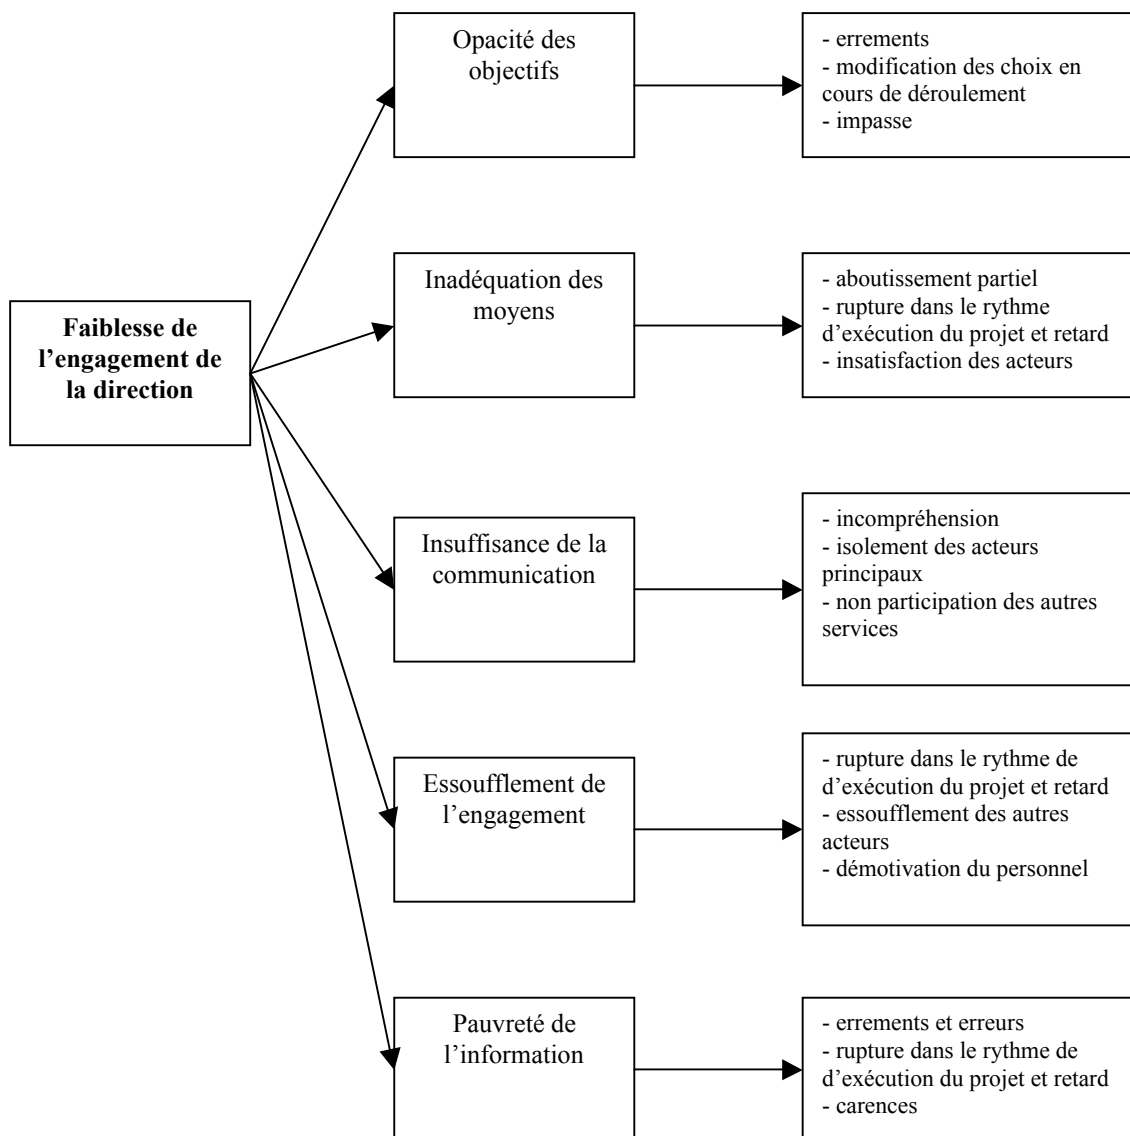 Opacité des
objectifs
- errements
- modification des choix en
cours de déroulement
- impasse
Faiblesse de
l’engagement de
la direction
Inadéquation des
moyens
- aboutissement partiel
- rupture dans le rythme
d’exécution du projet et retard
- insatisfaction des acteurs
Insuffisance de la
communication
- incompréhension
- isolement des acteurs
principaux
- non participation des autres
services
Essoufflement de
l’engagement
- rupture dans le rythme de
d’exécution du projet et retard
- essoufflement des autres
acteurs
- démotivation du personnel
Pauvreté de
l’information
- errements et erreurs
- rupture dans le rythme de
d’exécution du projet et retard
- carences